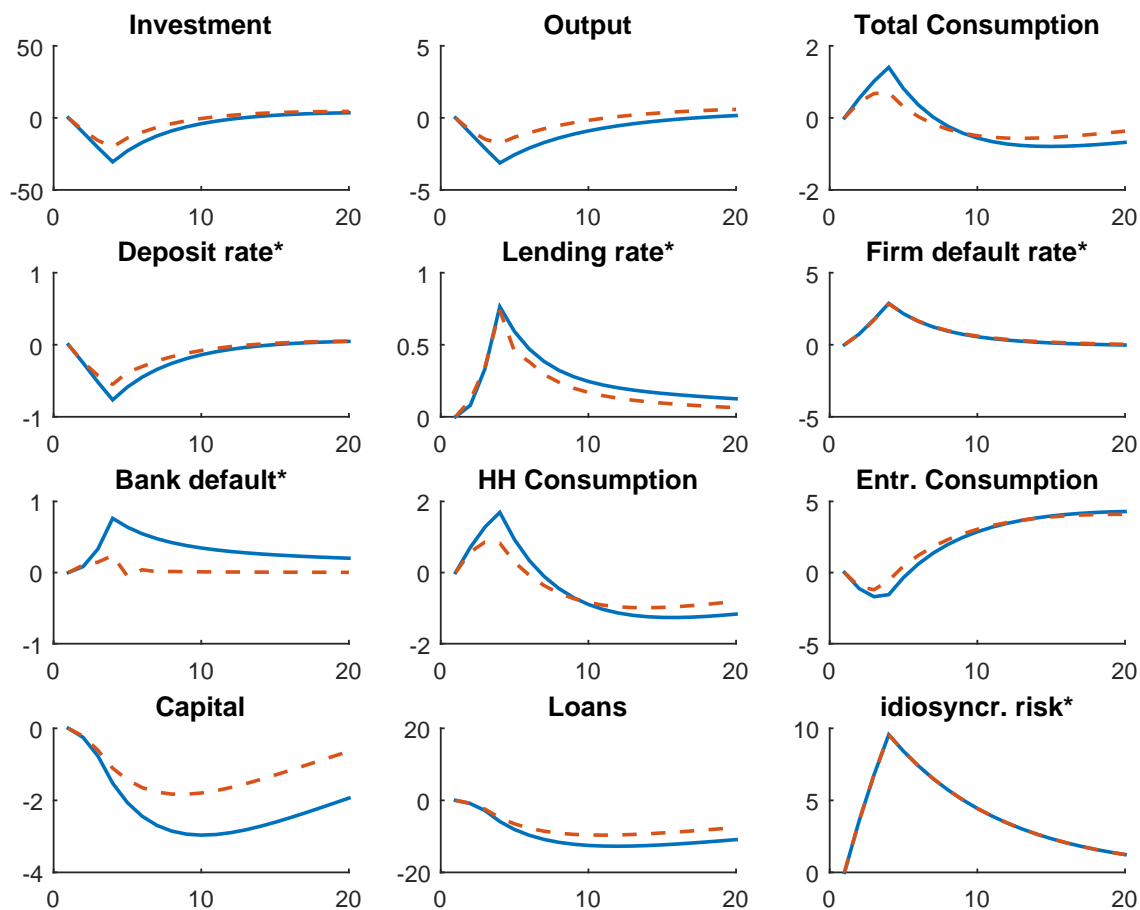 Investment Output Total Consumption
50 5 2
0 0 0
-50 -5 -2
0 10 20 0 10 20 0 10 20
Deposit rate* Lending rate* Firm default rate*
1 1 5
0 0.5 0
-1 0 -5
0 10 20 0 10 20 0 10 20
Bank default* HH Consumption Entr. Consumption
1 2 5
0 0 0
-1 -2 -5
0 10 20 0 10 20 0 10 20
Capital Loans idiosyncr. risk*
0 20 10
-2 0 5
-4 -20 0
0 10 20 0 10 20 0 10 20